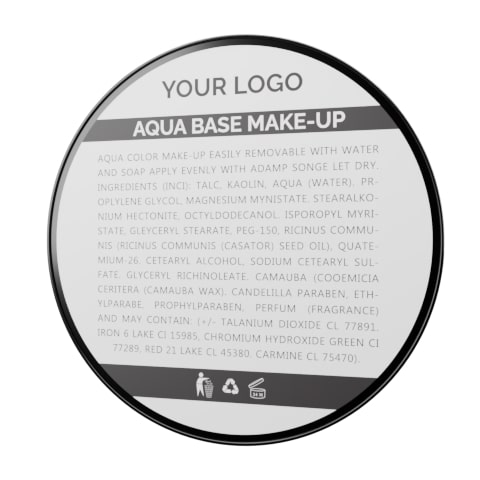 YOUR LOGO
AQUA BASE MAKE-UP
AQUA COLOR MAKE-UP EASILY REMOVABLE WITH WATER
AND SOAP APPLY EVENLY WITH ADAMP SONGE LET DRY.
INGREDIENTS (INCI): TALC, KAOLIN, AQUA (WATER). PR-
OPLYLENE GLYCOL, MAGNESIUM MYNISTATE. STEARALKO-
NIUM HECTONITE, OCTYLDODECANOL. ISOPOROPYL MYRI-
STATE, GLEYCERYL STEARATE, PEG-150, RICINUS COMMU-
NIS (RICINUS COMMUNIS (CASATOR) SEED OIL), QUATE-
MIUM-26. CETEARYL ALCOHOL, SODIUM CETEARYL SUL-
FATE. GLYCERYL RICHINOLEATE. CAMAUBA (COOEMICIA
CERITERA (CAMAUBA WAX). CANDELILLA PARABEN, ETH-
YLPARABE, PROPHYLPARABEN, PERFUM (FRAGRANCE)
AND MAY CONTAIN: (+/- TALANIUM DIOXIDE CL 77891.
IRON 6 LAKE CI 15985, CHROMIUM HYDROXIDE GREEN CI
77289, RED 21 LAKE CL 45380. CARMINE CL 75470).
24 M